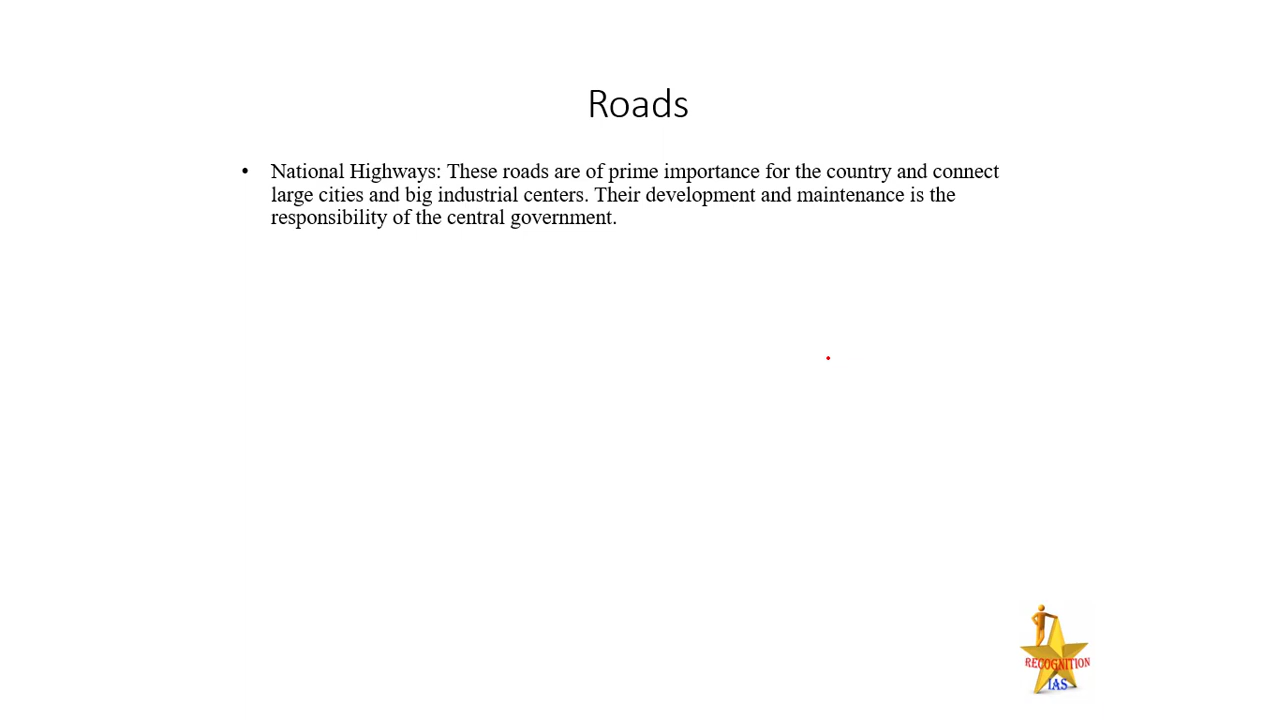 Roads
• National Highways: These roads are of prime importance for the country and connect
large cities and big industrial centers. Their development and maintenance is the
responsibility of the central government.
RECOGNITION
IAS